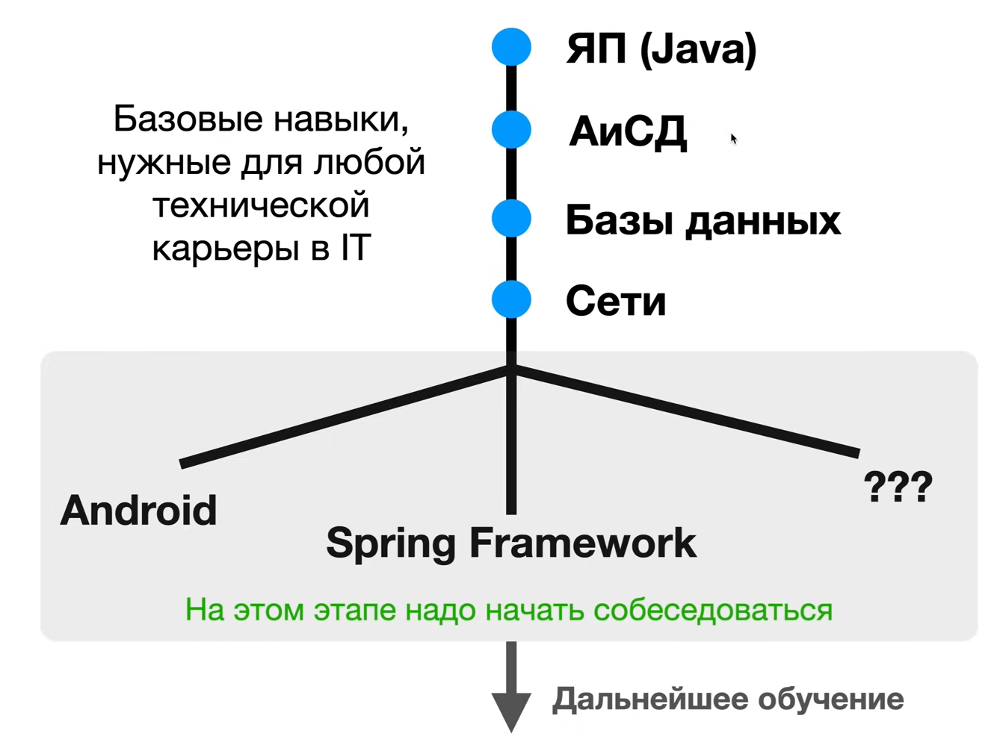 ЯП (Java)
АиСД
Базовые навыки,
нужные для любой
технической
карьеры в IT
Базы данных
Сети
Android
Spring Framework
???
На этом этапе надо начать собеседоваться
Дальнейшее обучение